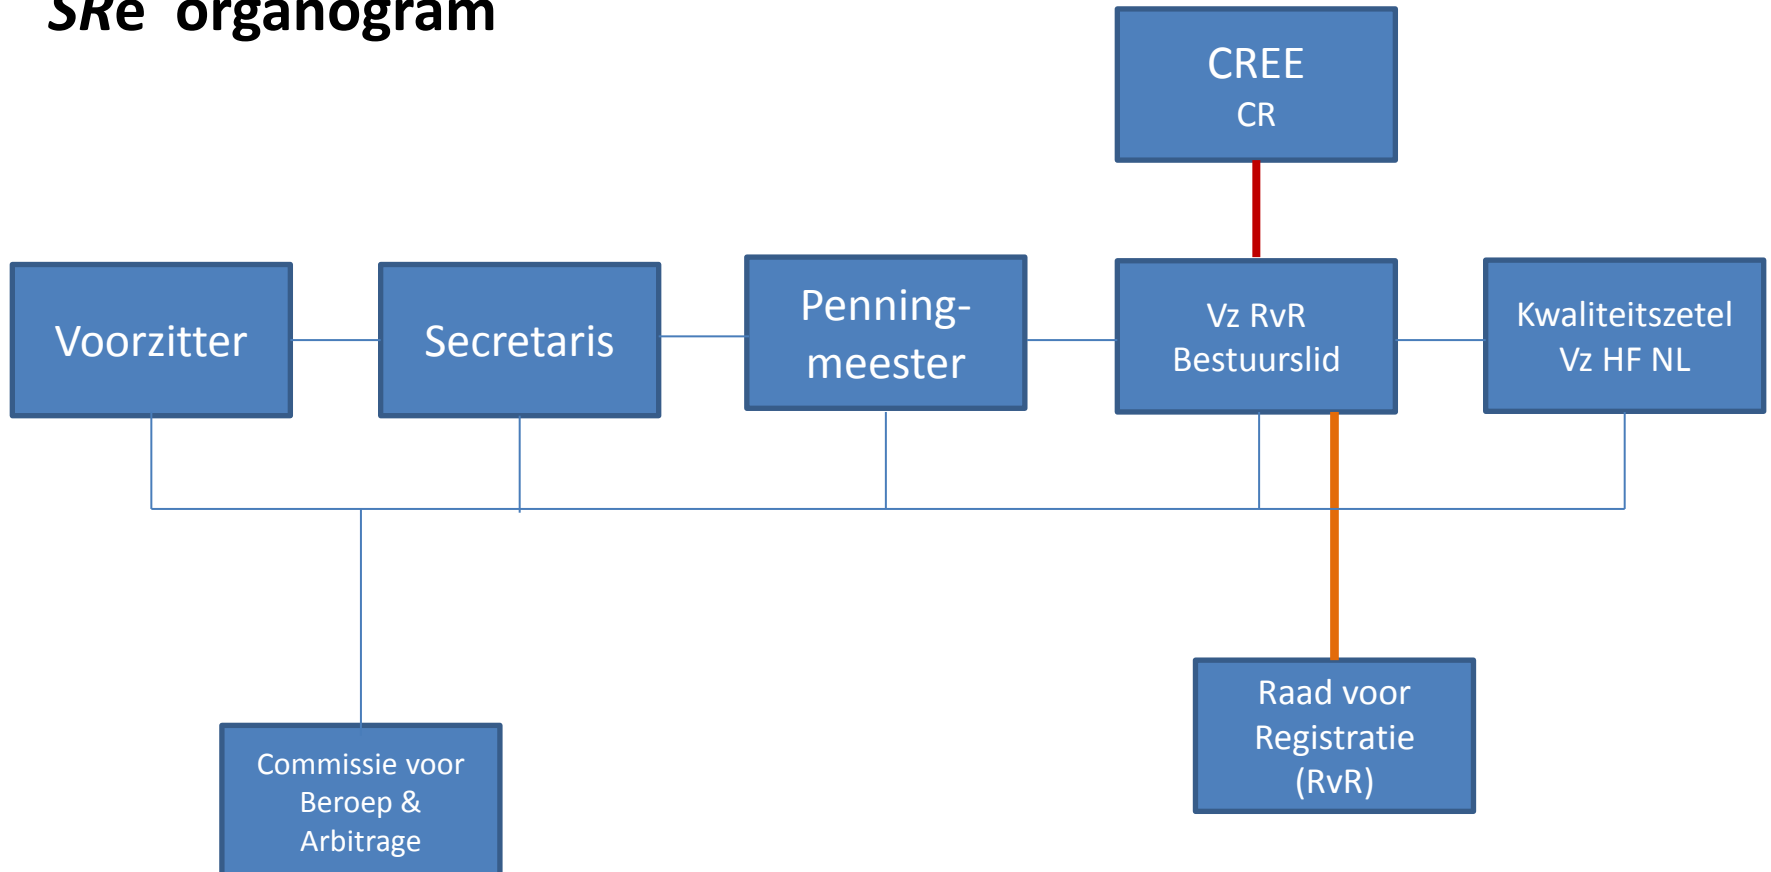 SRe organogram
CREE
CR
Voorzitter
Secretaris
Penning-
meester
Vz RvR
Bestuurslid
Kwaliteitszetel
Vz HF NL
Raad voor
Registratie
(RvR)
Commissie voor
Beroep &
Arbitrage